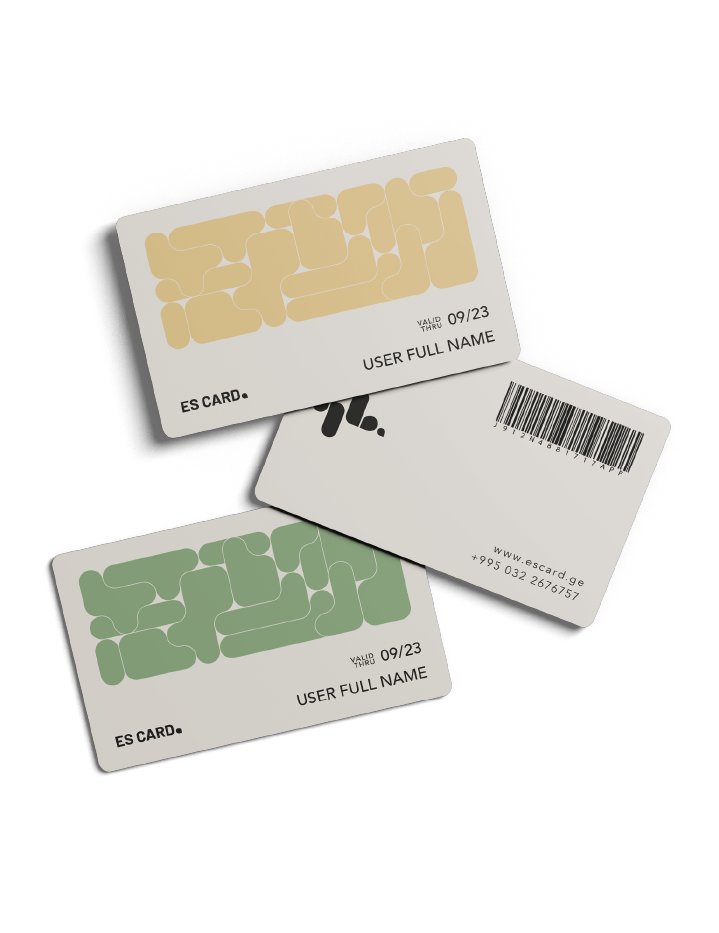 VALID
THRU 09/23
USER FULL NAME
ES CARD.
J912N4881717APP
www.escard.ge
+995 032 2676757
VALID
THRU 09/23
USER FULL NAME
ES CARD.